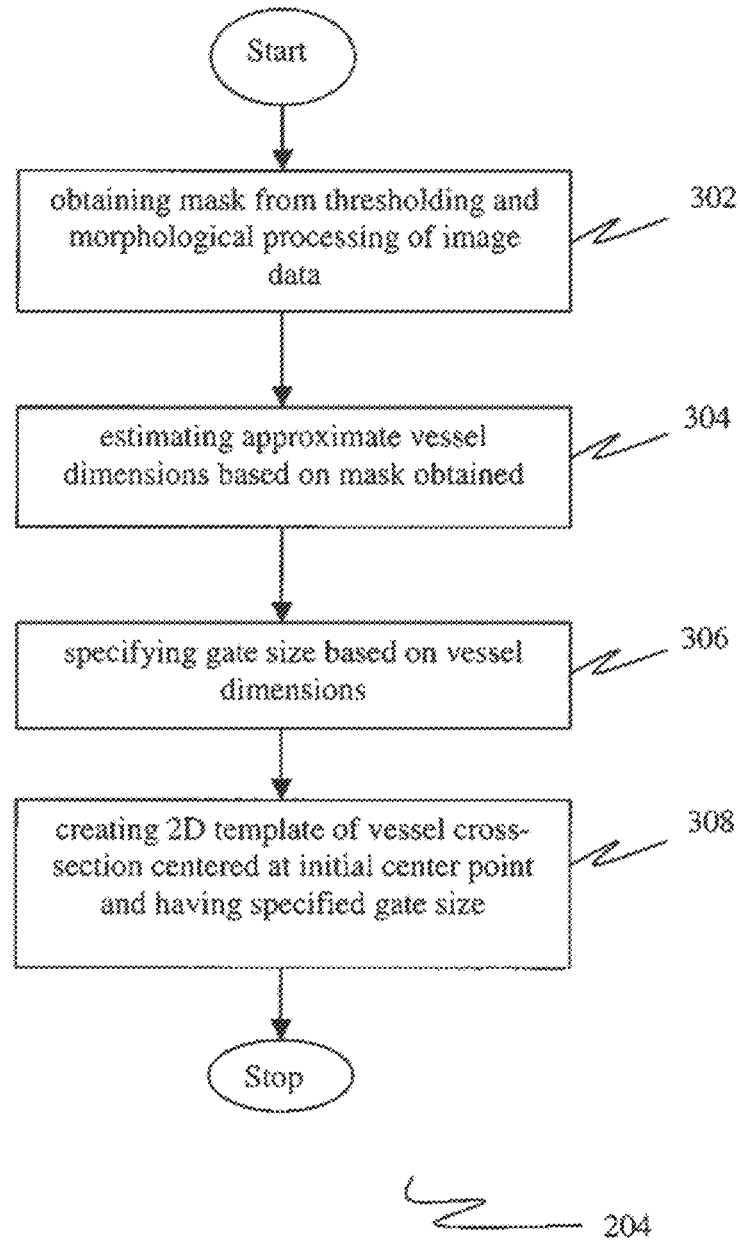 Start
obtaining mask from thresholding and
morphological processing of image
data
302
estimating approximate vessel
dimensions based on mask obtained
304
specifying gate size based on vessel
dimensions
306
creating 2D template of vessel cross-
section centered at initial center point
and having specified gate size
308
Stop
204